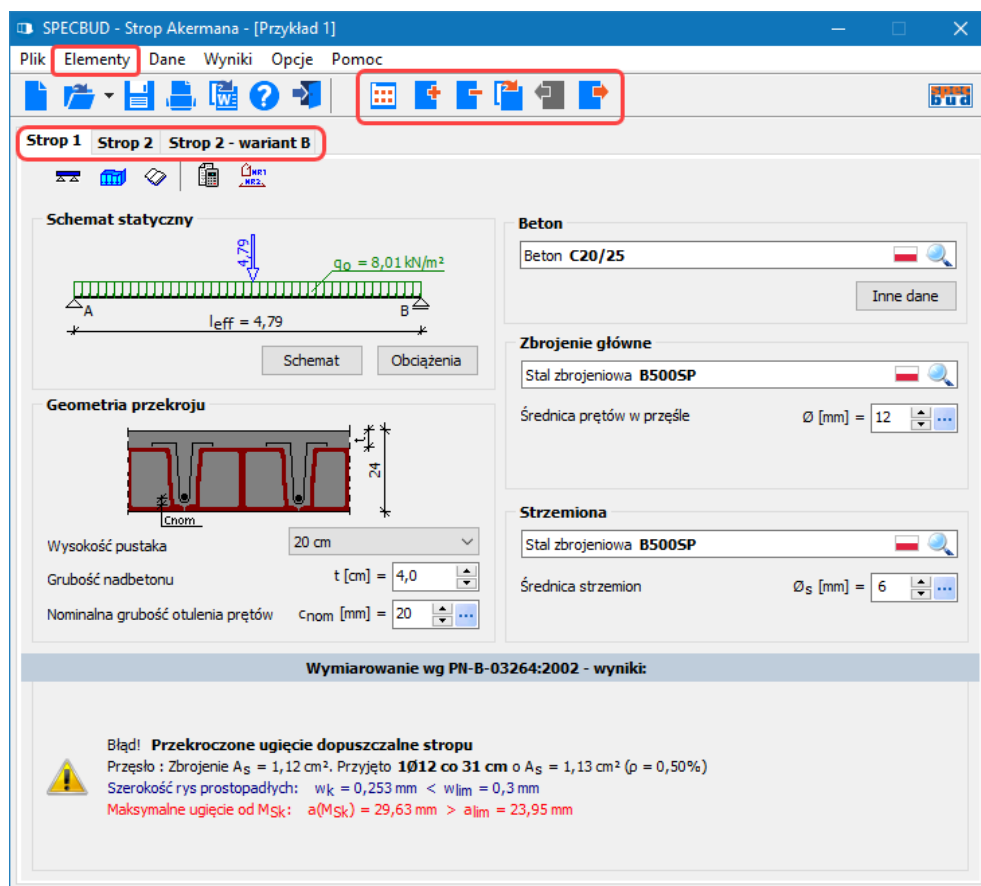 SPECBUD - Strop Akermana - [Przykład 1]
Plik Elementy Dane Wyniki Opcje Pomoc
W
spec
bud
Strop 1 Strop 2 Strop 2 - wariant B
NR1
NR2
Schemat statyczny
4,79
qo = 8,01 kN/m²
A
B
leff = 4,79
Schemat Obciążenia
Geometria przekroju
t
24
Cnom
Wysokość pustaka 20 cm
Grubość nadbetonu t [cm] = 4,0
Nominalna grubość otulenia prętów cnom [mm] = 20 ...
Beton
Beton C20/25
Inne dane
Zbrojenie główne
Stal zbrojeniowa B500SP
Średnica prętów w przęśle Ø [mm] = 12 ...
Strzemiona
Stal zbrojeniowa B500SP
Średnica strzemion Øs [mm] = 6 ...
Wymiarowanie wg PN-B-03264:2002 - wyniki:
Błąd! Przekroczone ugięcie dopuszczalne stropu
Przęsło : Zbrojenie As = 1,12 cm². Przyjęto 1Ø12 co 31 cm o As = 1,13 cm² (ρ = 0,50%)
Szerokość rys prostopadłych: wk = 0,253 mm < wlim = 0,3 mm
Maksymalne ugięcie od MSk: a(MSk) = 29,63 mm > alim = 23,95 mm